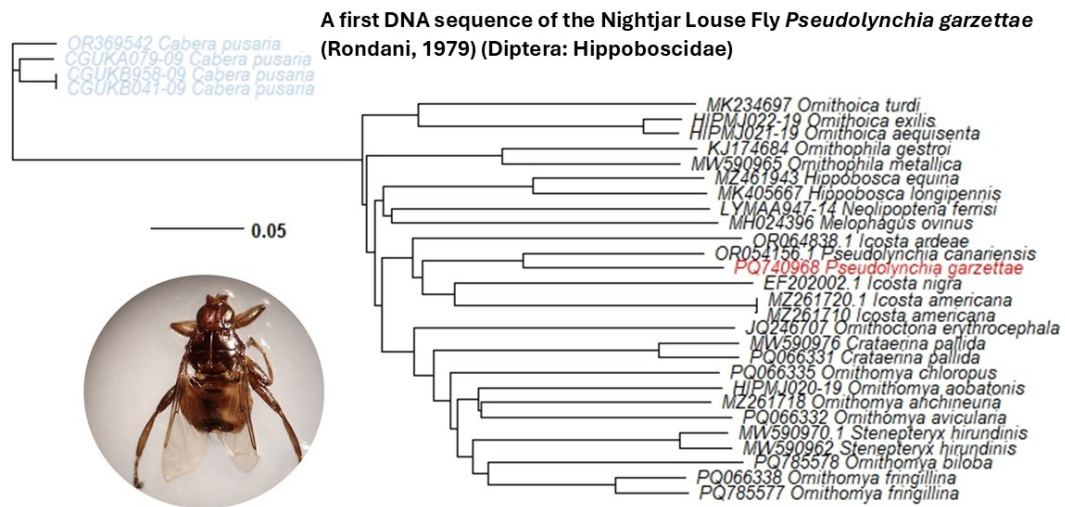 A first DNA sequence of the Nightjar Louse Fly Pseudolynchia garzettae
(Rondani, 1979) (Diptera: Hippoboscidae)
OR369542 Cabera pusaria
CGUKA079-09 Cabera pusaria
CGUKB958-09 Cabera pusaria
CGUKB041-09 Cabera pusaria
MK234697 Ornithoica turdi
HIPMJ022-19 Ornithoica exilis
HIPMJ021-19 Ornithoica aequisenta
KJ174684 Ornithophila gestroi
MW590965 Ornithophila metallica
MZ461943 Hippobosca equina
MK405667 Hippobosca longipennis
LYMAA947-14 Neolipoptena ferrisi
MH024396 Melophagus ovinus
0.05
OR064838.1 Icosta ardeae
OR054156.1 Pseudolynchia canariensis
PQ740968 Pseudolynchia garzettae
EF202002.1 Icosta nigra
MZ261720.1 Icosta americana
MZ261710 Icosta americana
JQ246707 Ornithoctona erythrocephala
MW590976 Crataerina pallida
PQ066331 Crataerina pallida
PQ066335 Ornithomya chloropus
HIPMJ020-19 Ornithomya aobatonis
MZ261718 Ornithomya anchineuria
PQ066332 Ornithomya avicularia
MW590970.1 Stenepteryx hirundinis
MW590962 Stenepteryx hirundinis
PQ785578 Ornithomya biloba
PQ066338 Ornithomya fringillina
PQ785577 Ornithomya fringillina